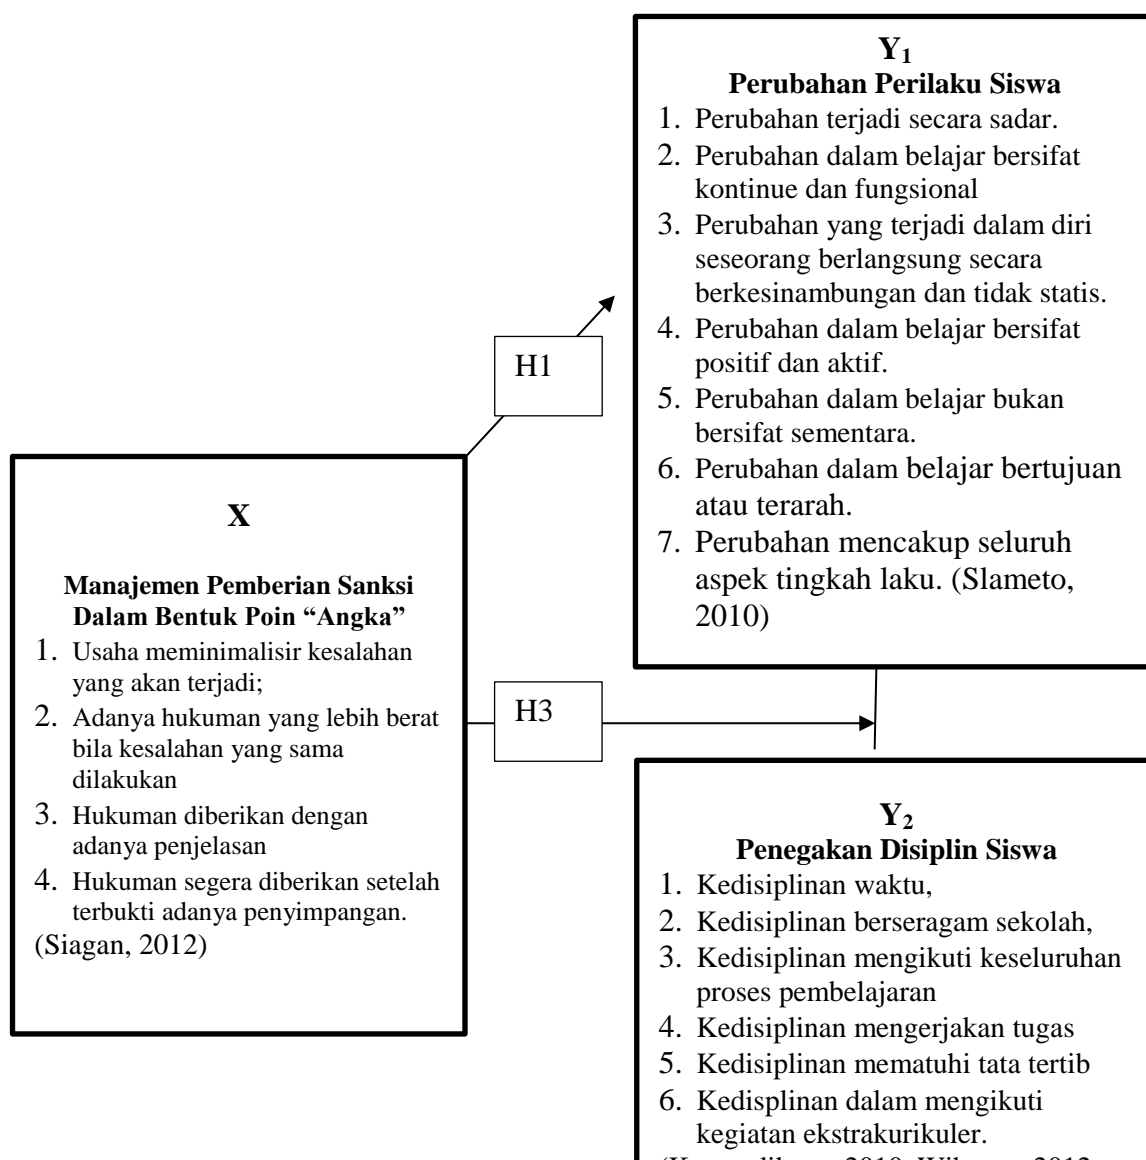 Y₁
Perubahan Perilaku Siswa
1. Perubahan terjadi secara sadar.
2. Perubahan dalam belajar bersifat
kontinue dan fungsional
3. Perubahan yang terjadi dalam diri
seseorang berlangsung secara
berkesinambungan dan tidak statis.
4. Perubahan dalam belajar bersifat
positif dan aktif.
5. Perubahan dalam belajar bukan
bersifat sementara.
6. Perubahan dalam belajar bertujuan
atau terarah.
7. Perubahan mencakup seluruh
aspek tingkah laku. (Slameto,
2010)
H1
X
Manajemen Pemberian Sanksi
Dalam Bentuk Poin “Angka”
1. Usaha meminimalisir kesalahan
yang akan terjadi;
2. Adanya hukuman yang lebih berat
bila kesalahan yang sama
dilakukan
3. Hukuman diberikan dengan
adanya penjelasan
4. Hukuman segera diberikan setelah
terbukti adanya penyimpangan.
(Siagan, 2012)
H3
Y₂
Penegakan Disiplin Siswa
1. Kedisiplinan waktu,
2. Kedisiplinan berseragam sekolah,
3. Kedisiplinan mengikuti keseluruhan
proses pembelajaran
4. Kedisiplinan mengerjakan tugas
5. Kedisiplinan mematuhi tata tertib
6. Kedisplinan dalam mengikuti
kegiatan ekstrakurikuler.